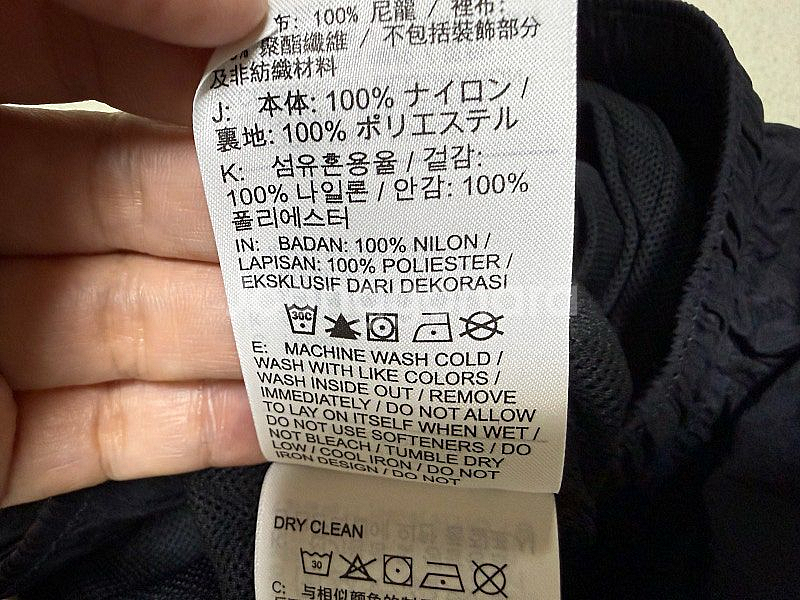 布: 100% 尼龍 / 裡布:
聚酯纖維 / 不包括裝飾部分
及非紡織材料
J: 本体: 100% ナイロン /
裏地: 100% ポリエステル
K: 섬유혼용율 / 겉감:
100% 나일론 / 안감: 100%
폴리에스터
IN: BADAN: 100% NILON /
LAPISAN: 100% POLIESTER /
EKSKLUSIF DARI DEKORASI
30C
E: MACHINE WASH COLD /
WASH WITH LIKE COLORS /
WASH INSIDE OUT / REMOVE
IMMEDIATELY / DO NOT ALLOW
TO LAY ON ITSELF WHEN WET /
DO NOT USE SOFTENERS / DO
NOT BLEACH / TUMBLE DRY
LOW / COOL IRON / DO NOT
IRON DESIGN / DO NOT
DRY CLEAN
30
C: 与相似颜色的